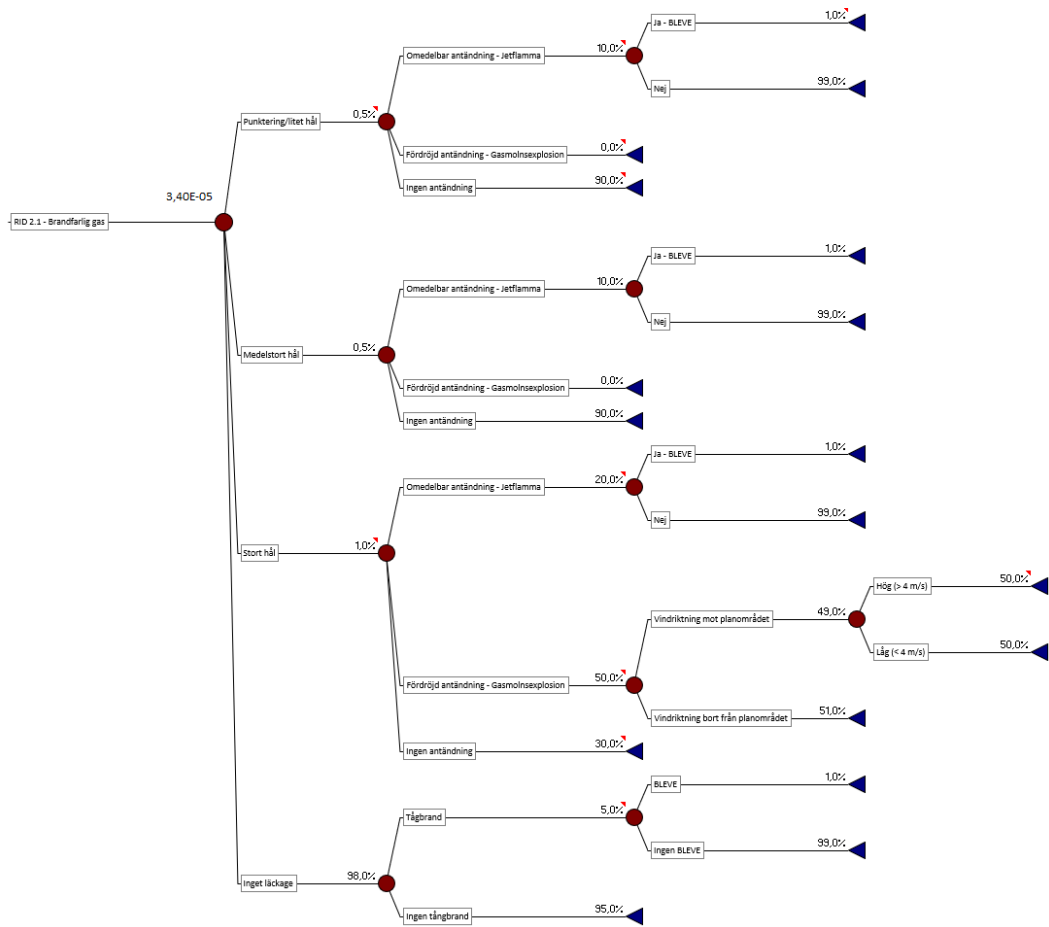 Ja - BLEVE 1,0%
Omedelbar antändning - Jetflamma 10,0%
Nej 99,0%
Punktering/litet hål 0,5%
Fördröjd antändning - Gasmolnsexplosion 0,0%
Ingen antändning 90,0%
3,40E-05
RID 2.1 - Brandfarlig gas
Ja - BLEVE 1,0%
Omedelbar antändning - Jetflamma 10,0%
Nej 99,0%
Medelstort hål 0,5%
Fördröjd antändning - Gasmolnsexplosion 0,0%
Ingen antändning 90,0%
Ja - BLEVE 1,0%
Omedelbar antändning - Jetflamma 20,0%
Nej 99,0%
Stort hål 1,0%
Hög (> 4 m/s) 50,0%
Vindriktning mot planområdet 49,0%
Låg (< 4 m/s) 50,0%
Fördröjd antändning - Gasmolnsexplosion 50,0%
Vindriktning bort från planområdet 51,0%
Ingen antändning 30,0%
BLEVE 1,0%
Tågbrand 5,0%
Ingen BLEVE 99,0%
Inget läckage 98,0%
Ingen tångbrand 95,0%